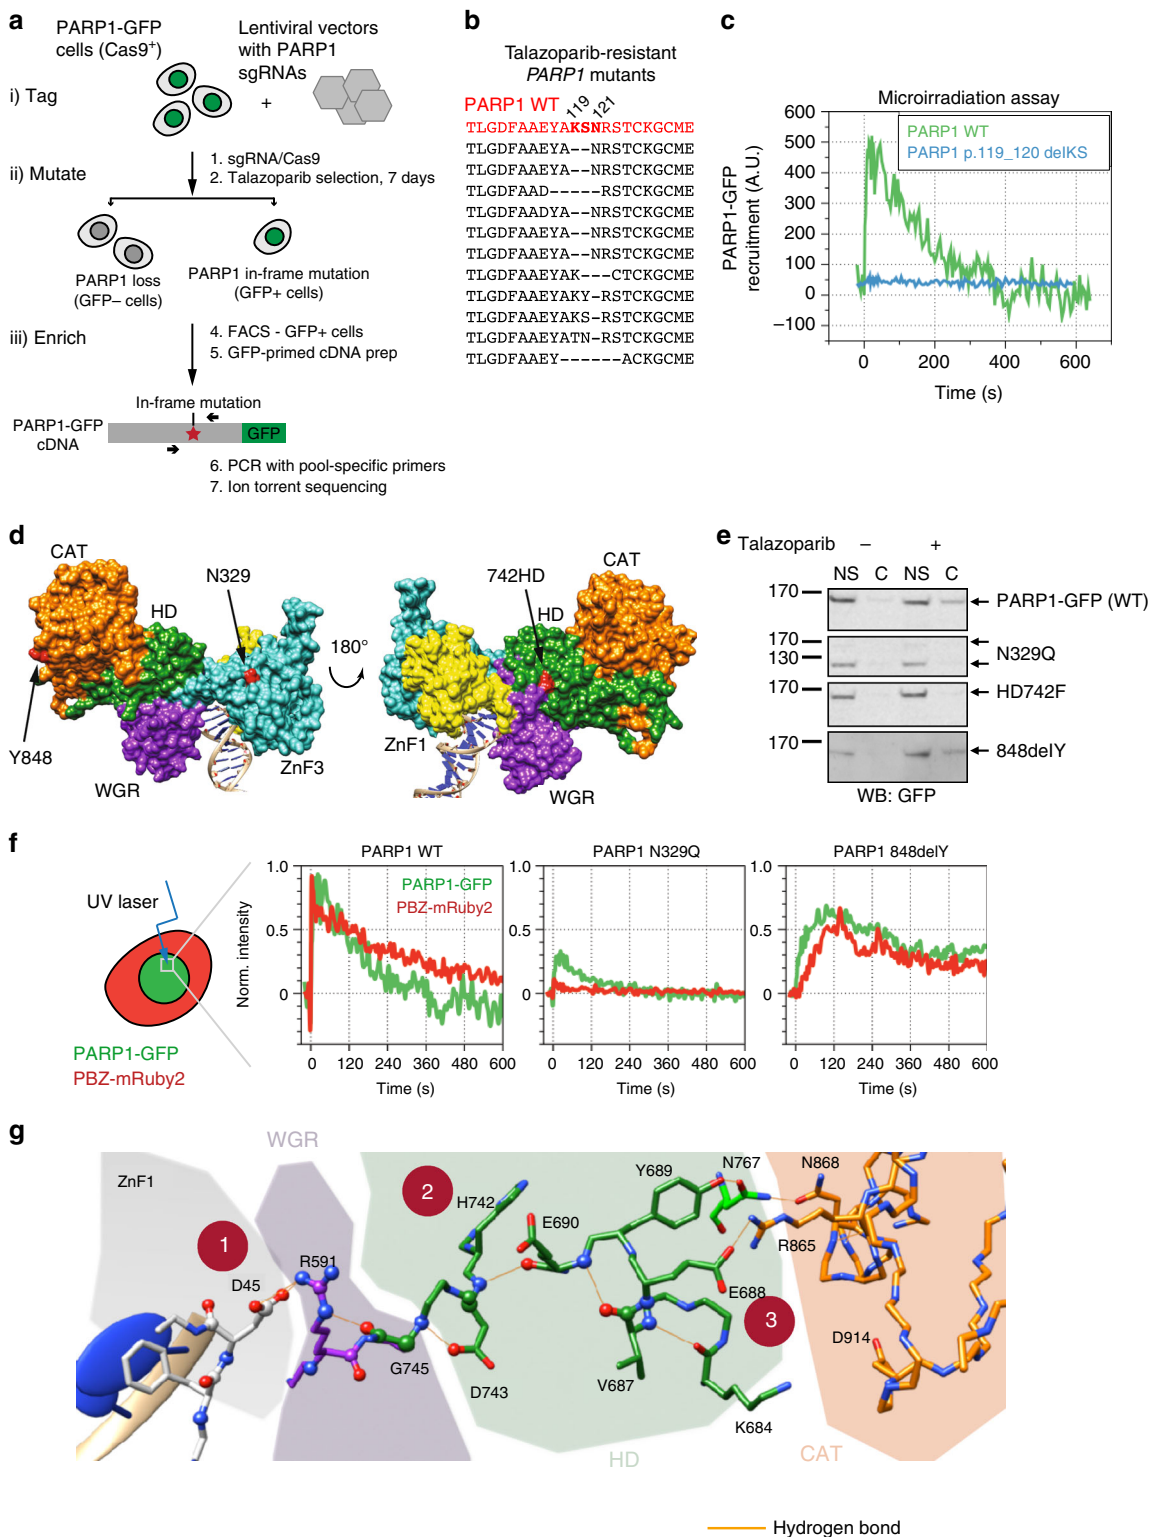 a
PARP1-GFP
cells (Cas9+)
Lentiviral vectors
with PARP1
sgRNAs
i) Tag
+
1. sgRNA/Cas9
2. Talazoparib selection, 7 days
ii) Mutate
PARP1 loss
(GFP– cells)
PARP1 in-frame mutation
(GFP+ cells)
iii) Enrich
4. FACS - GFP+ cells
5. GFP-primed cDNA prep
In-frame mutation
PARP1-GFP
cDNA
GFP
6. PCR with pool-specific primers
7. Ion torrent sequencing
b
Talazoparib-resistant
PARP1 mutants
119
121
PARP1 WT
TLGDFAAEYAKSNRSTCKGCME
TLGDFAAEYA--NRSTCKGCME
TLGDFAAEYA--NRSTCKGCME
TLGDFAAD-----RSTCKGCME
TLGDFAADYA--NRSTCKGCME
TLGDFAADYA--NRSTCKGCME
TLGDFAAEYA--NRSTCKGCME
TLGDFAAEYAK---CTCKGCME
TLGDFAAEYAKY-RSTCKGCME
TLGDFAAEYAKS-RSTCKGCME
TLGDFAAEYATN-RSTCKGCME
TLGDFAAEY------ACKGCME
c
Microirradiation assay
PARP1 WT
PARP1 p.119_120 delKS
PARP1-GFP
recruitment (A.U.)
600
500
400
300
200
100
0
–100
0
200
400
600
Time (s)
d
CAT
HD
N329
Y848
WGR
ZnF3
180°
742HD
CAT
HD
ZnF1
WGR
e
Talazoparib
–
+
NS
C
NS
C
170
PARP1-GFP (WT)
170
130
N329Q
170
HD742F
170
848delY
WB: GFP
f
UV laser
PARP1-GFP
PBZ-mRuby2
Norm. intensity
PARP1 WT
PARP1-GFP
PBZ-mRuby2
1.0
0.5
0
0
120
240
360
480
600
Time (s)
PARP1 N329Q
1.0
0.5
0
0
120
240
360
480
600
Time (s)
PARP1 848delY
1.0
0.5
0
0
120
240
360
480
600
Time (s)
g
ZnF1
WGR
1
D45
R591
2
H742
E690
G745
D743
Y689
N767
N868
R865
E688
3
V687
K684
D914
HD
CAT
Hydrogen bond